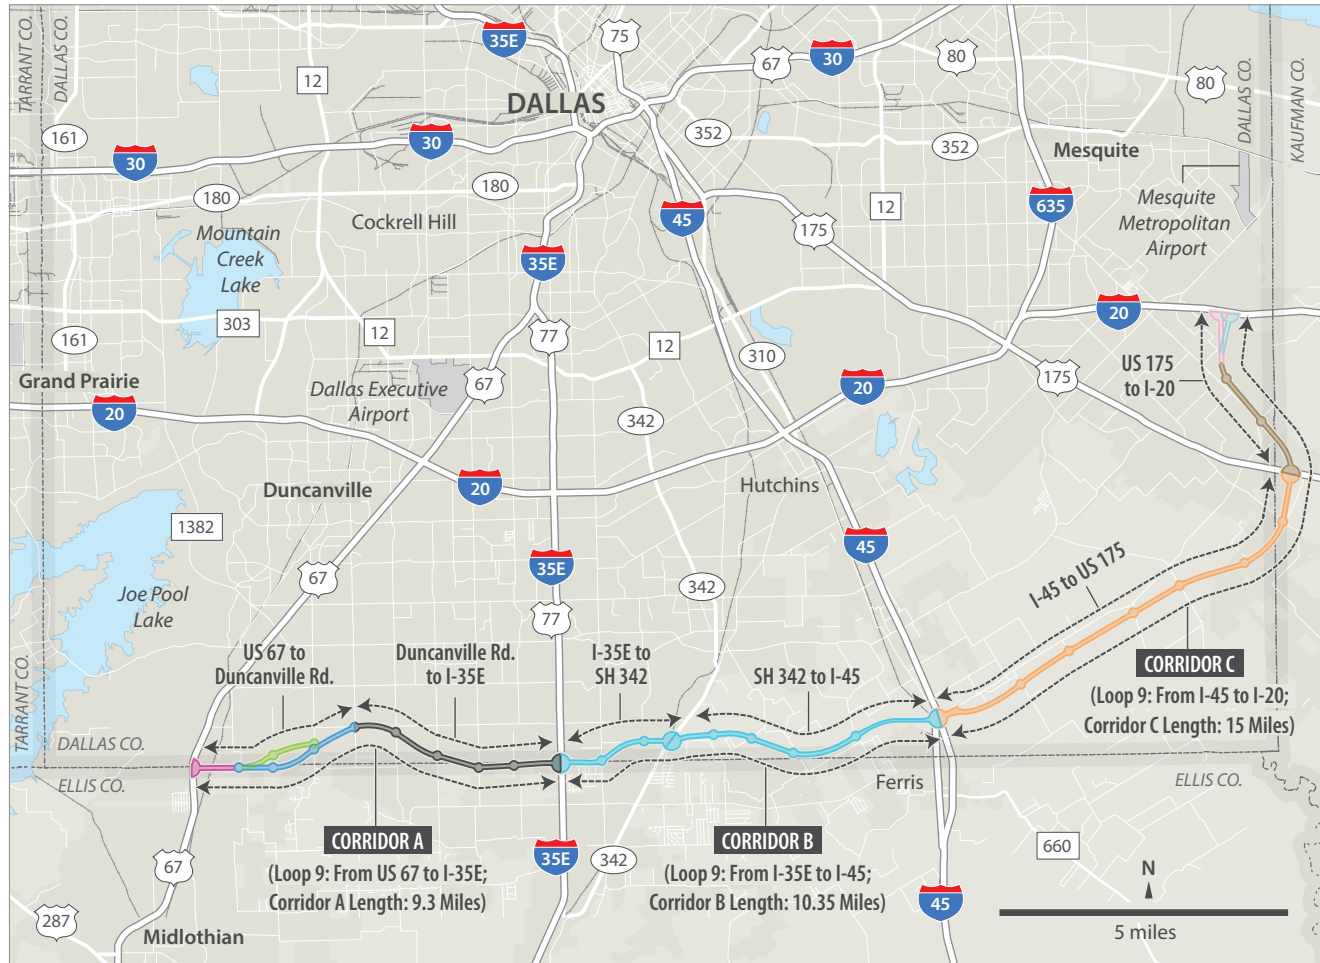 TARRANT CO.
DALLAS CO.
35E
75
67
30
80
80
DALLAS CO.
KAUFMAN CO.
12
DALLAS
161
30
30
352
352
Mesquite
180
180
Cockrell Hill
45
12
635
Mesquite
Metropolitan
Airport
175
Mountain
Creek
Lake
35E
303
12
77
12
310
20
161
Grand Prairie
20
Dallas Executive
Airport
67
342
20
175
US 175
to I-20
Duncanville
20
Hutchins
1382
35E
45
67
342
I-45 to US 175
Joe Pool
Lake
77
TARRANT CO.
US 67 to
Duncanville Rd.
Duncanville Rd.
to I-35E
I-35E to
SH 342
SH 342 to I-45
CORRIDOR C
(Loop 9: From I-45 to I-20;
Corridor C Length: 15 Miles)
DALLAS CO.
ELLIS CO.
Ferris
ELLIS CO.
CORRIDOR A
(Loop 9: From US 67 to I-35E;
Corridor A Length: 9.3 Miles)
35E
342
CORRIDOR B
(Loop 9: From I-35E to I-45;
Corridor B Length: 10.35 Miles)
660
67
45
N
287
Midlothian
5 miles